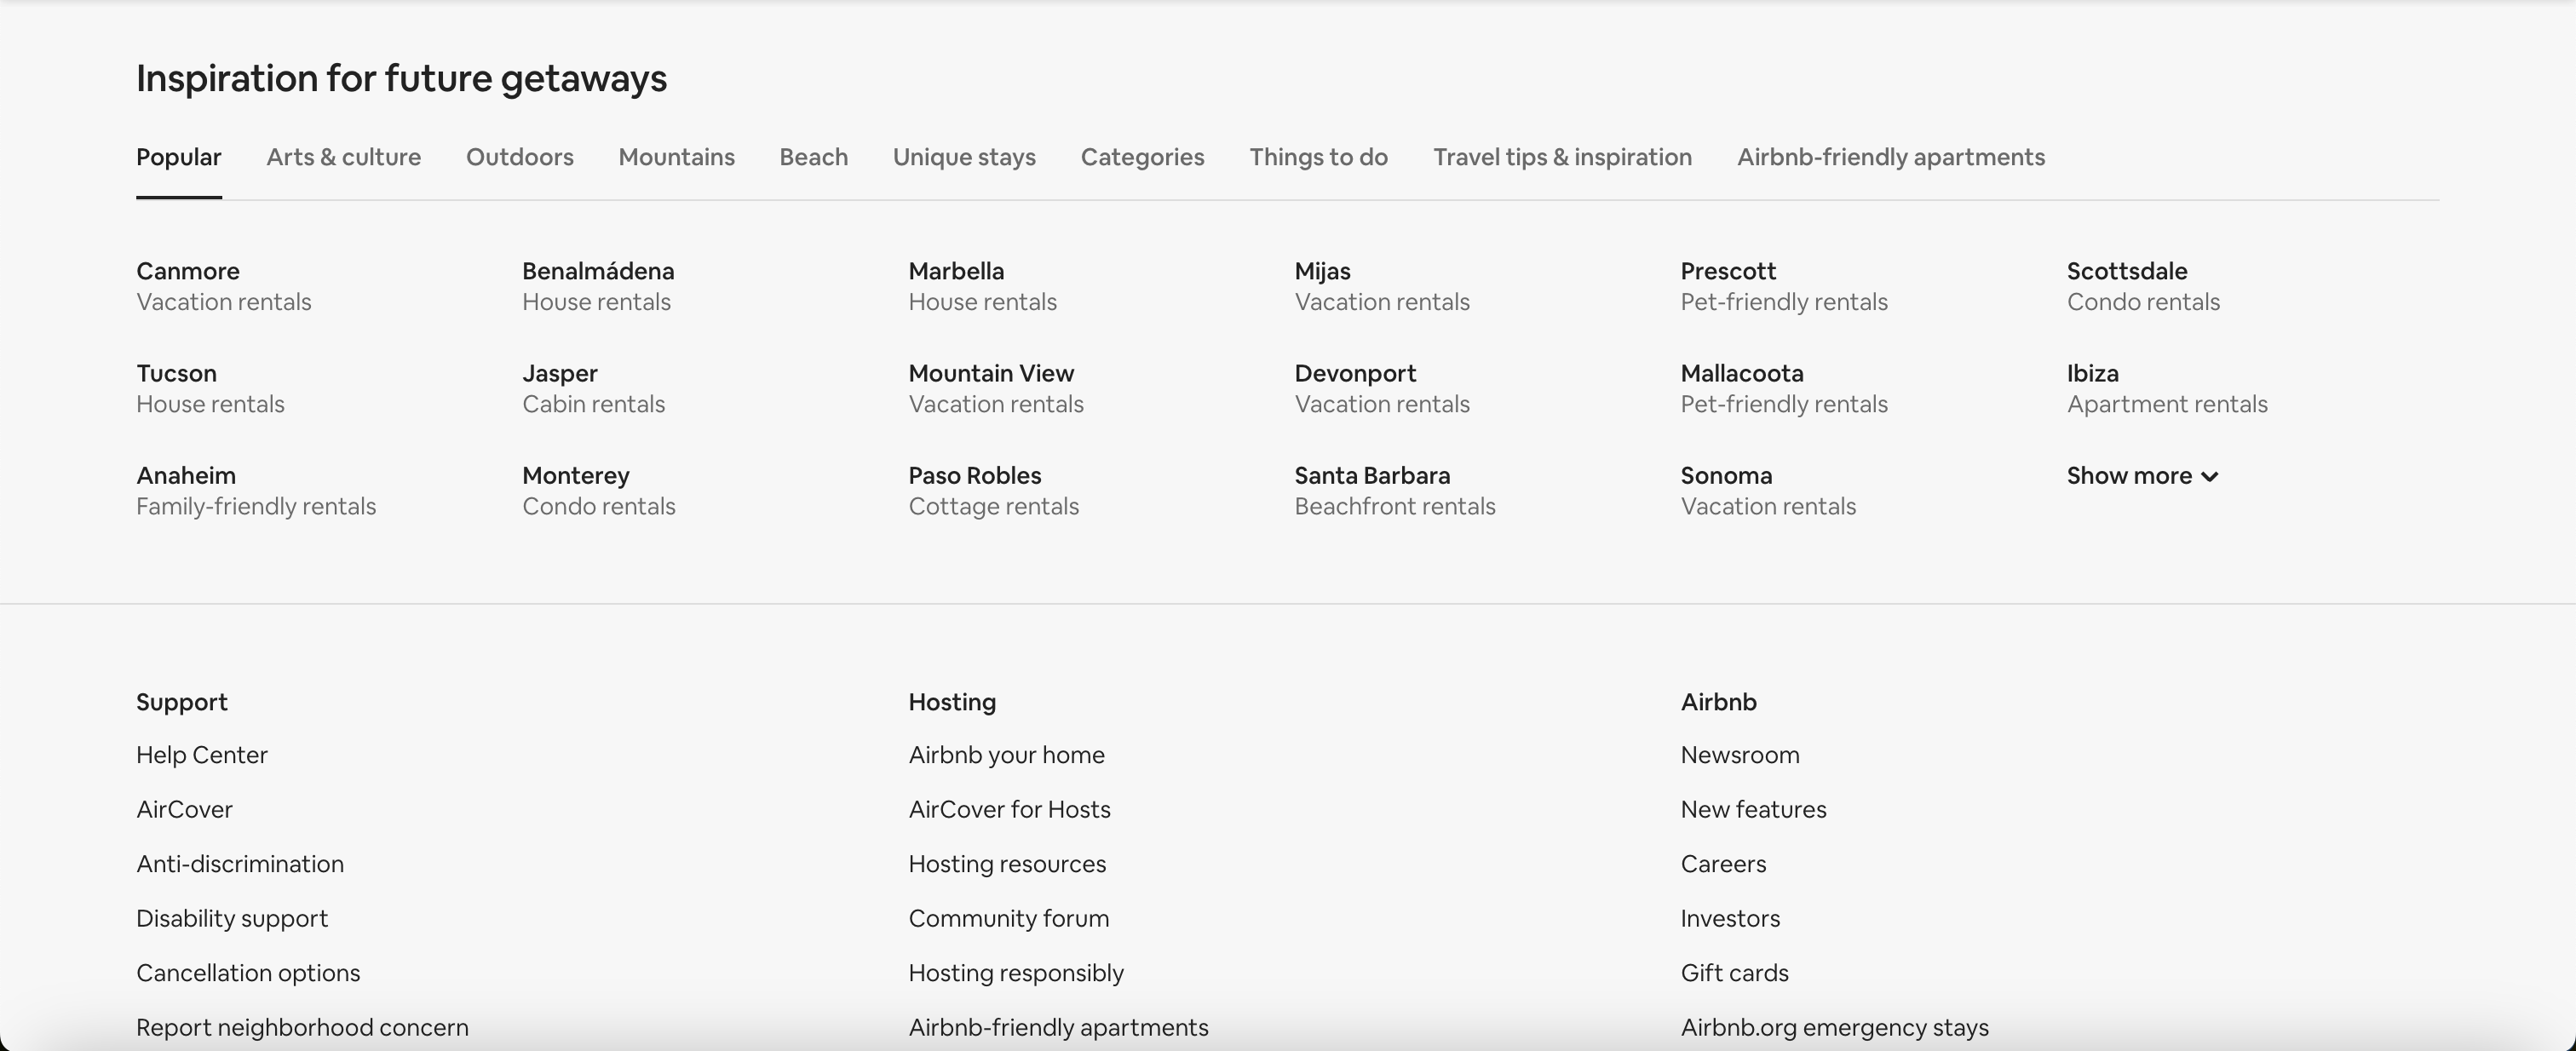 Inspiration for future getaways
Popular Arts & culture Outdoors Mountains Beach Unique stays Categories Things to do Travel tips & inspiration Airbnb-friendly apartments
Canmore
Vacation rentals
Benalmádena
House rentals
Marbella
House rentals
Mijas
Vacation rentals
Prescott
Pet-friendly rentals
Scottsdale
Condo rentals
Tucson
House rentals
Jasper
Cabin rentals
Mountain View
Vacation rentals
Devonport
Vacation rentals
Mallacoota
Pet-friendly rentals
Ibiza
Apartment rentals
Anaheim
Family-friendly rentals
Monterey
Condo rentals
Paso Robles
Cottage rentals
Santa Barbara
Beachfront rentals
Sonoma
Vacation rentals
Show more
Support
Help Center
AirCover
Anti-discrimination
Disability support
Cancellation options
Report neighborhood concern
Hosting
Airbnb your home
AirCover for Hosts
Hosting resources
Community forum
Hosting responsibly
Airbnb-friendly apartments
Airbnb
Newsroom
New features
Careers
Investors
Gift cards
Airbnb.org emergency stays